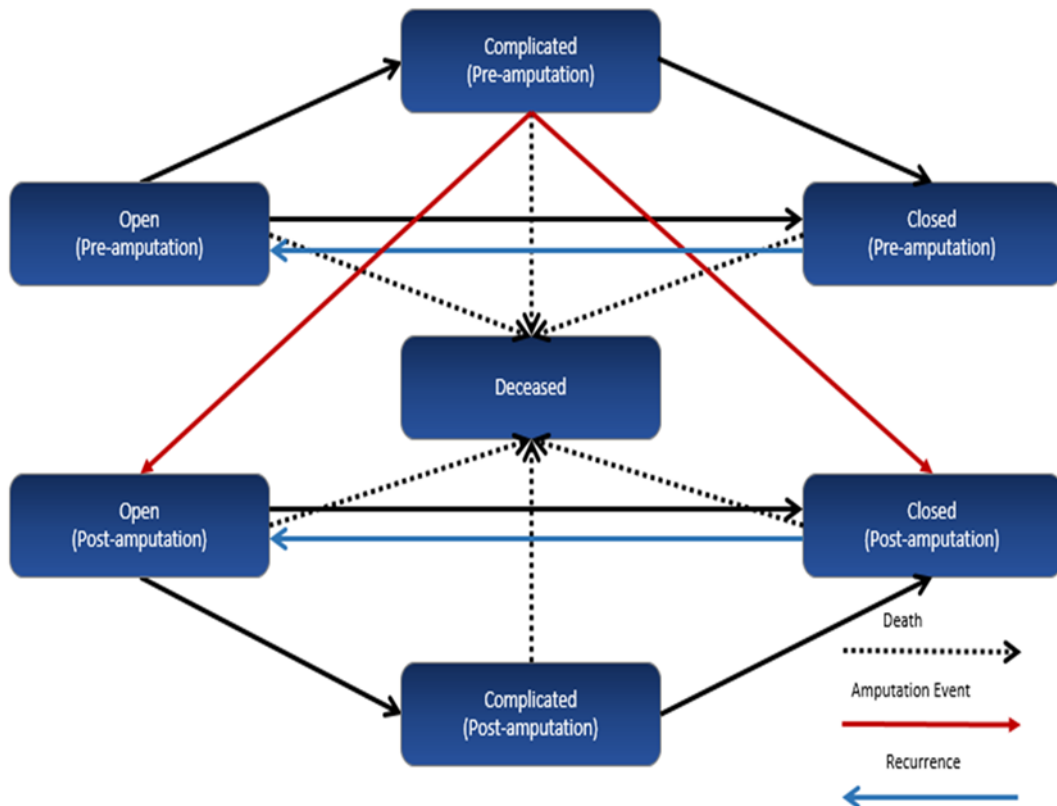 Complicated
(Pre-amputation)
Open
(Pre-amputation)
Closed
(Pre-amputation)
Deceased
Open
(Post-amputation)
Closed
(Post-amputation)
Complicated
(Post-amputation)
Death
Amputation Event
Recurrence